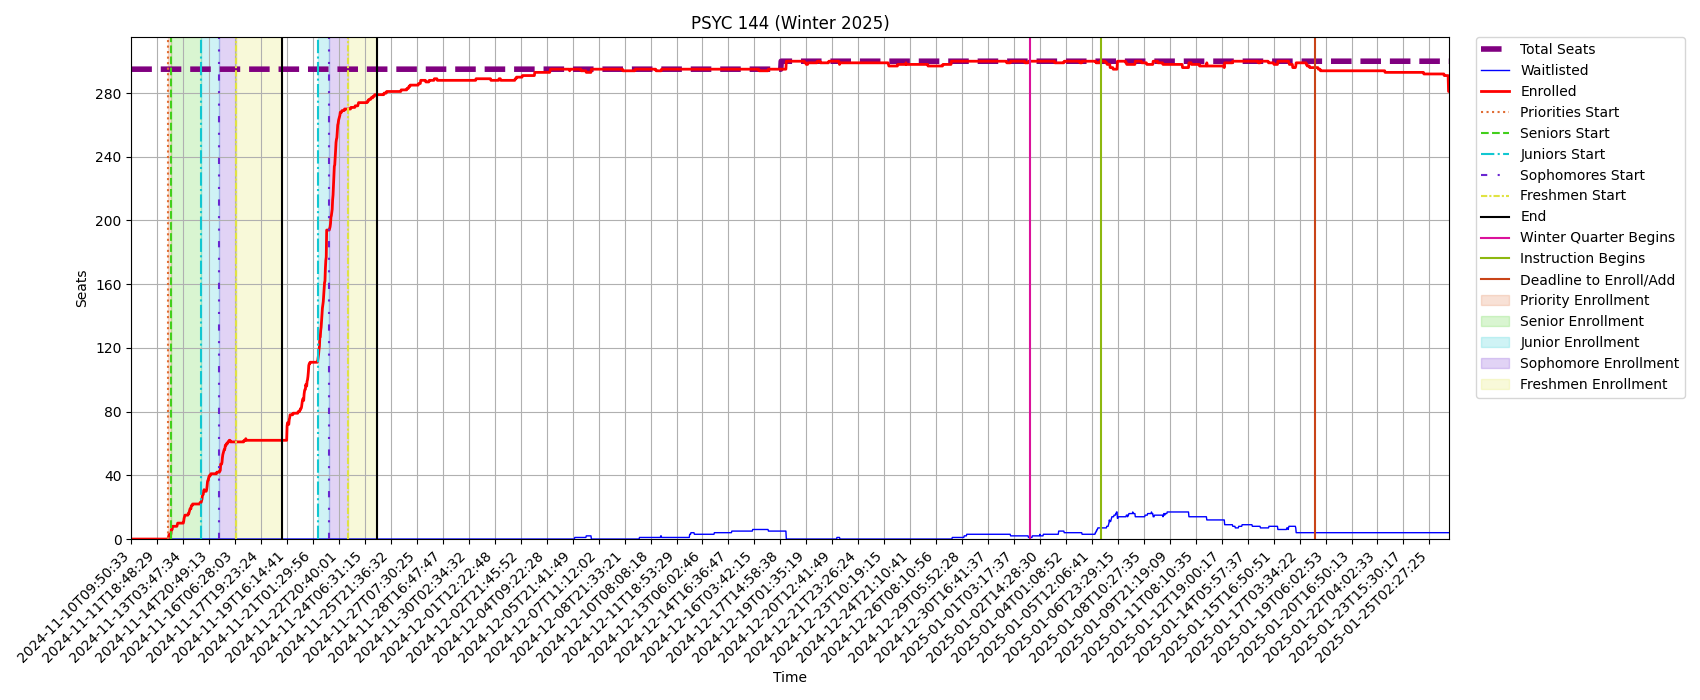 PSYC 144 (Winter 2025)
Total Seats
Waitlisted
Enrolled
Priorities Start
Seniors Start
Juniors Start
Sophomores Start
Freshmen Start
End
Winter Quarter Begins
Instruction Begins
Deadline to Enroll/Add
Priority Enrollment
Senior Enrollment
Junior Enrollment
Sophomore Enrollment
Freshmen Enrollment
Seats
280
240
200
160
120
80
40
0
2024-11-10T09:50:33
2024-11-11T18:48:29
2024-11-13T03:47:34
2024-11-14T20:49:13
2024-11-16T06:28:03
2024-11-17T19:23:24
2024-11-19T16:14:41
2024-11-21T01:29:56
2024-11-22T20:40:01
2024-11-24T06:31:15
2024-11-25T21:36:32
2024-11-27T07:30:25
2024-11-28T16:47:47
2024-11-30T02:34:32
2024-12-01T12:22:48
2024-12-02T21:45:52
2024-12-04T09:22:28
2024-12-05T21:41:49
2024-12-07T11:12:02
2024-12-08T21:33:21
2024-12-10T08:08:18
2024-12-11T18:53:29
2024-12-13T06:02:46
2024-12-14T16:36:47
2024-12-16T03:42:15
2024-12-17T14:58:38
2024-12-19T01:35:19
2024-12-20T12:41:49
2024-12-21T23:26:24
2024-12-23T10:19:15
2024-12-24T21:10:41
2024-12-26T08:10:56
2024-12-29T05:52:28
2024-12-30T16:41:37
2025-01-01T03:17:37
2025-01-02T14:28:30
2025-01-04T01:08:52
2025-01-05T12:06:41
2025-01-06T23:29:15
2025-01-08T10:27:35
2025-01-09T21:19:09
2025-01-11T08:10:35
2025-01-12T19:00:17
2025-01-14T05:57:37
2025-01-15T16:50:51
2025-01-17T03:34:22
2025-01-19T06:02:53
2025-01-20T16:50:13
2025-01-22T04:02:33
2025-01-23T15:30:17
2025-01-25T02:27:25
Time